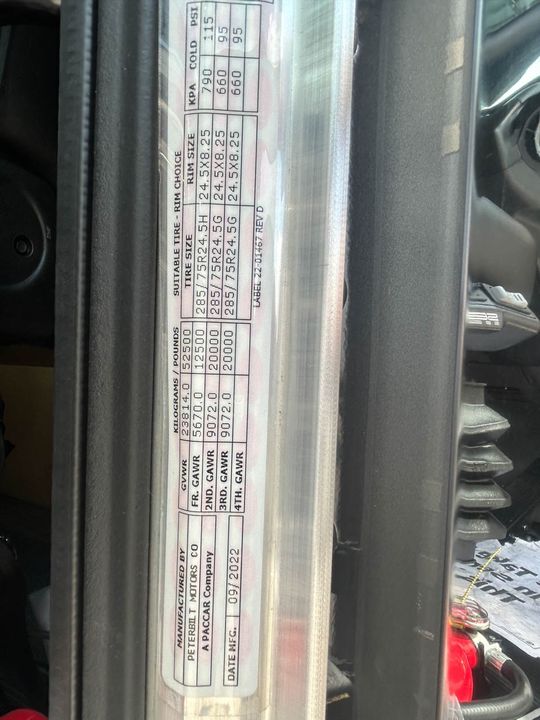 MANUFACTURED BY
PETERBILT MOTORS CO
A PACCAR Company
DATE MFG. 09/2022
KILOGRAMS / POUNDS
GVWR 23814.0 52500
FR. GAWR 5670.0 12500
2ND. GAWR 9072.0 20000
3RD. GAWR 9072.0 20000
4TH. GAWR
SUITABLE TIRE - RIM CHOICE
TIRE SIZE RIM SIZE KPA COLD PSI
285/75R24.5H 24.5X8.25 790 115
285/75R24.5G 24.5X8.25 660 95
285/75R24.5G 24.5X8.25 660 95
LABEL 22-01467 REV D